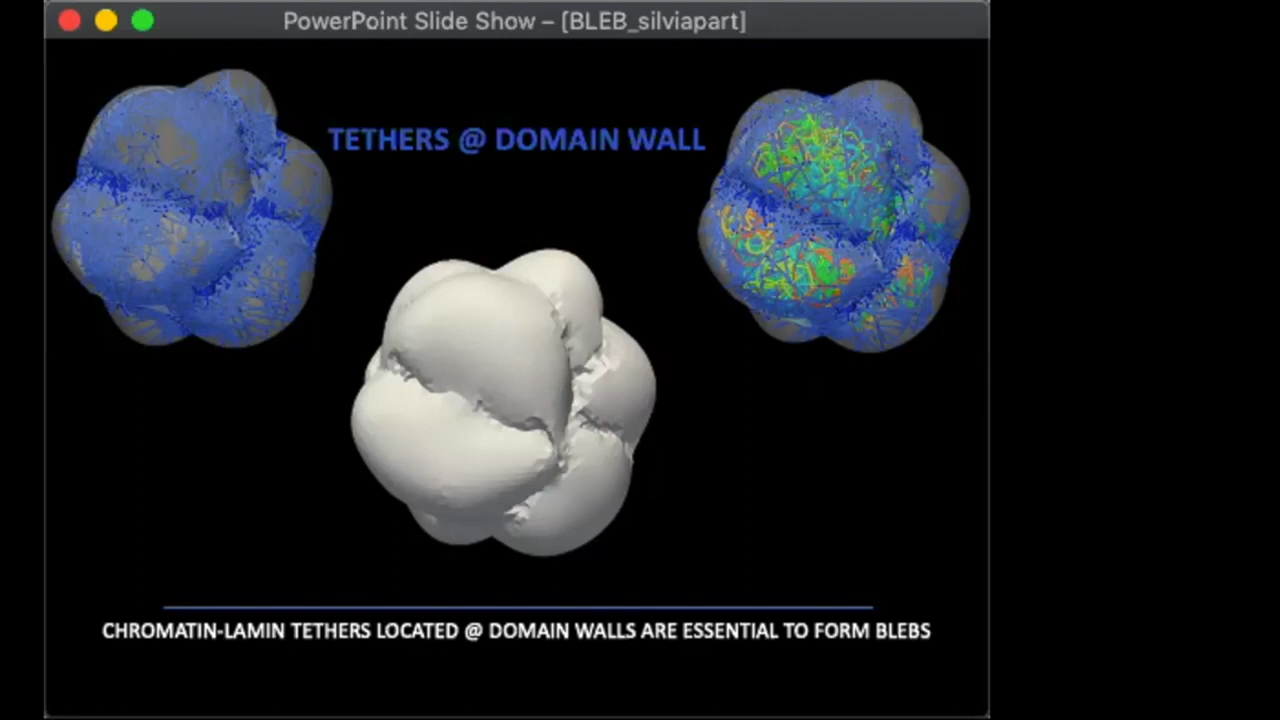 PowerPoint Slide Show – [BLEB_silviapart]
TETHERS @ DOMAIN WALL
CHROMATIN-LAMIN TETHERS LOCATED @ DOMAIN WALLS ARE ESSENTIAL TO FORM BLEBS